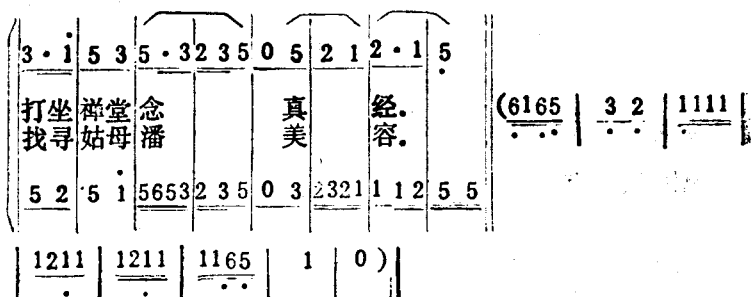 3·i 5 3 5·3 2 3 5 0 5 2 1 2·1 5
打坐 禅堂 念 真 经.
找寻 姑母 潘 美 容.
(6165 | 3 2 | 1111 |
5 2 5 i 5653 2 3 5 0 3 2321 1 1 2 5 5
1211 | 1211 | 1165 | 1 | 0 )